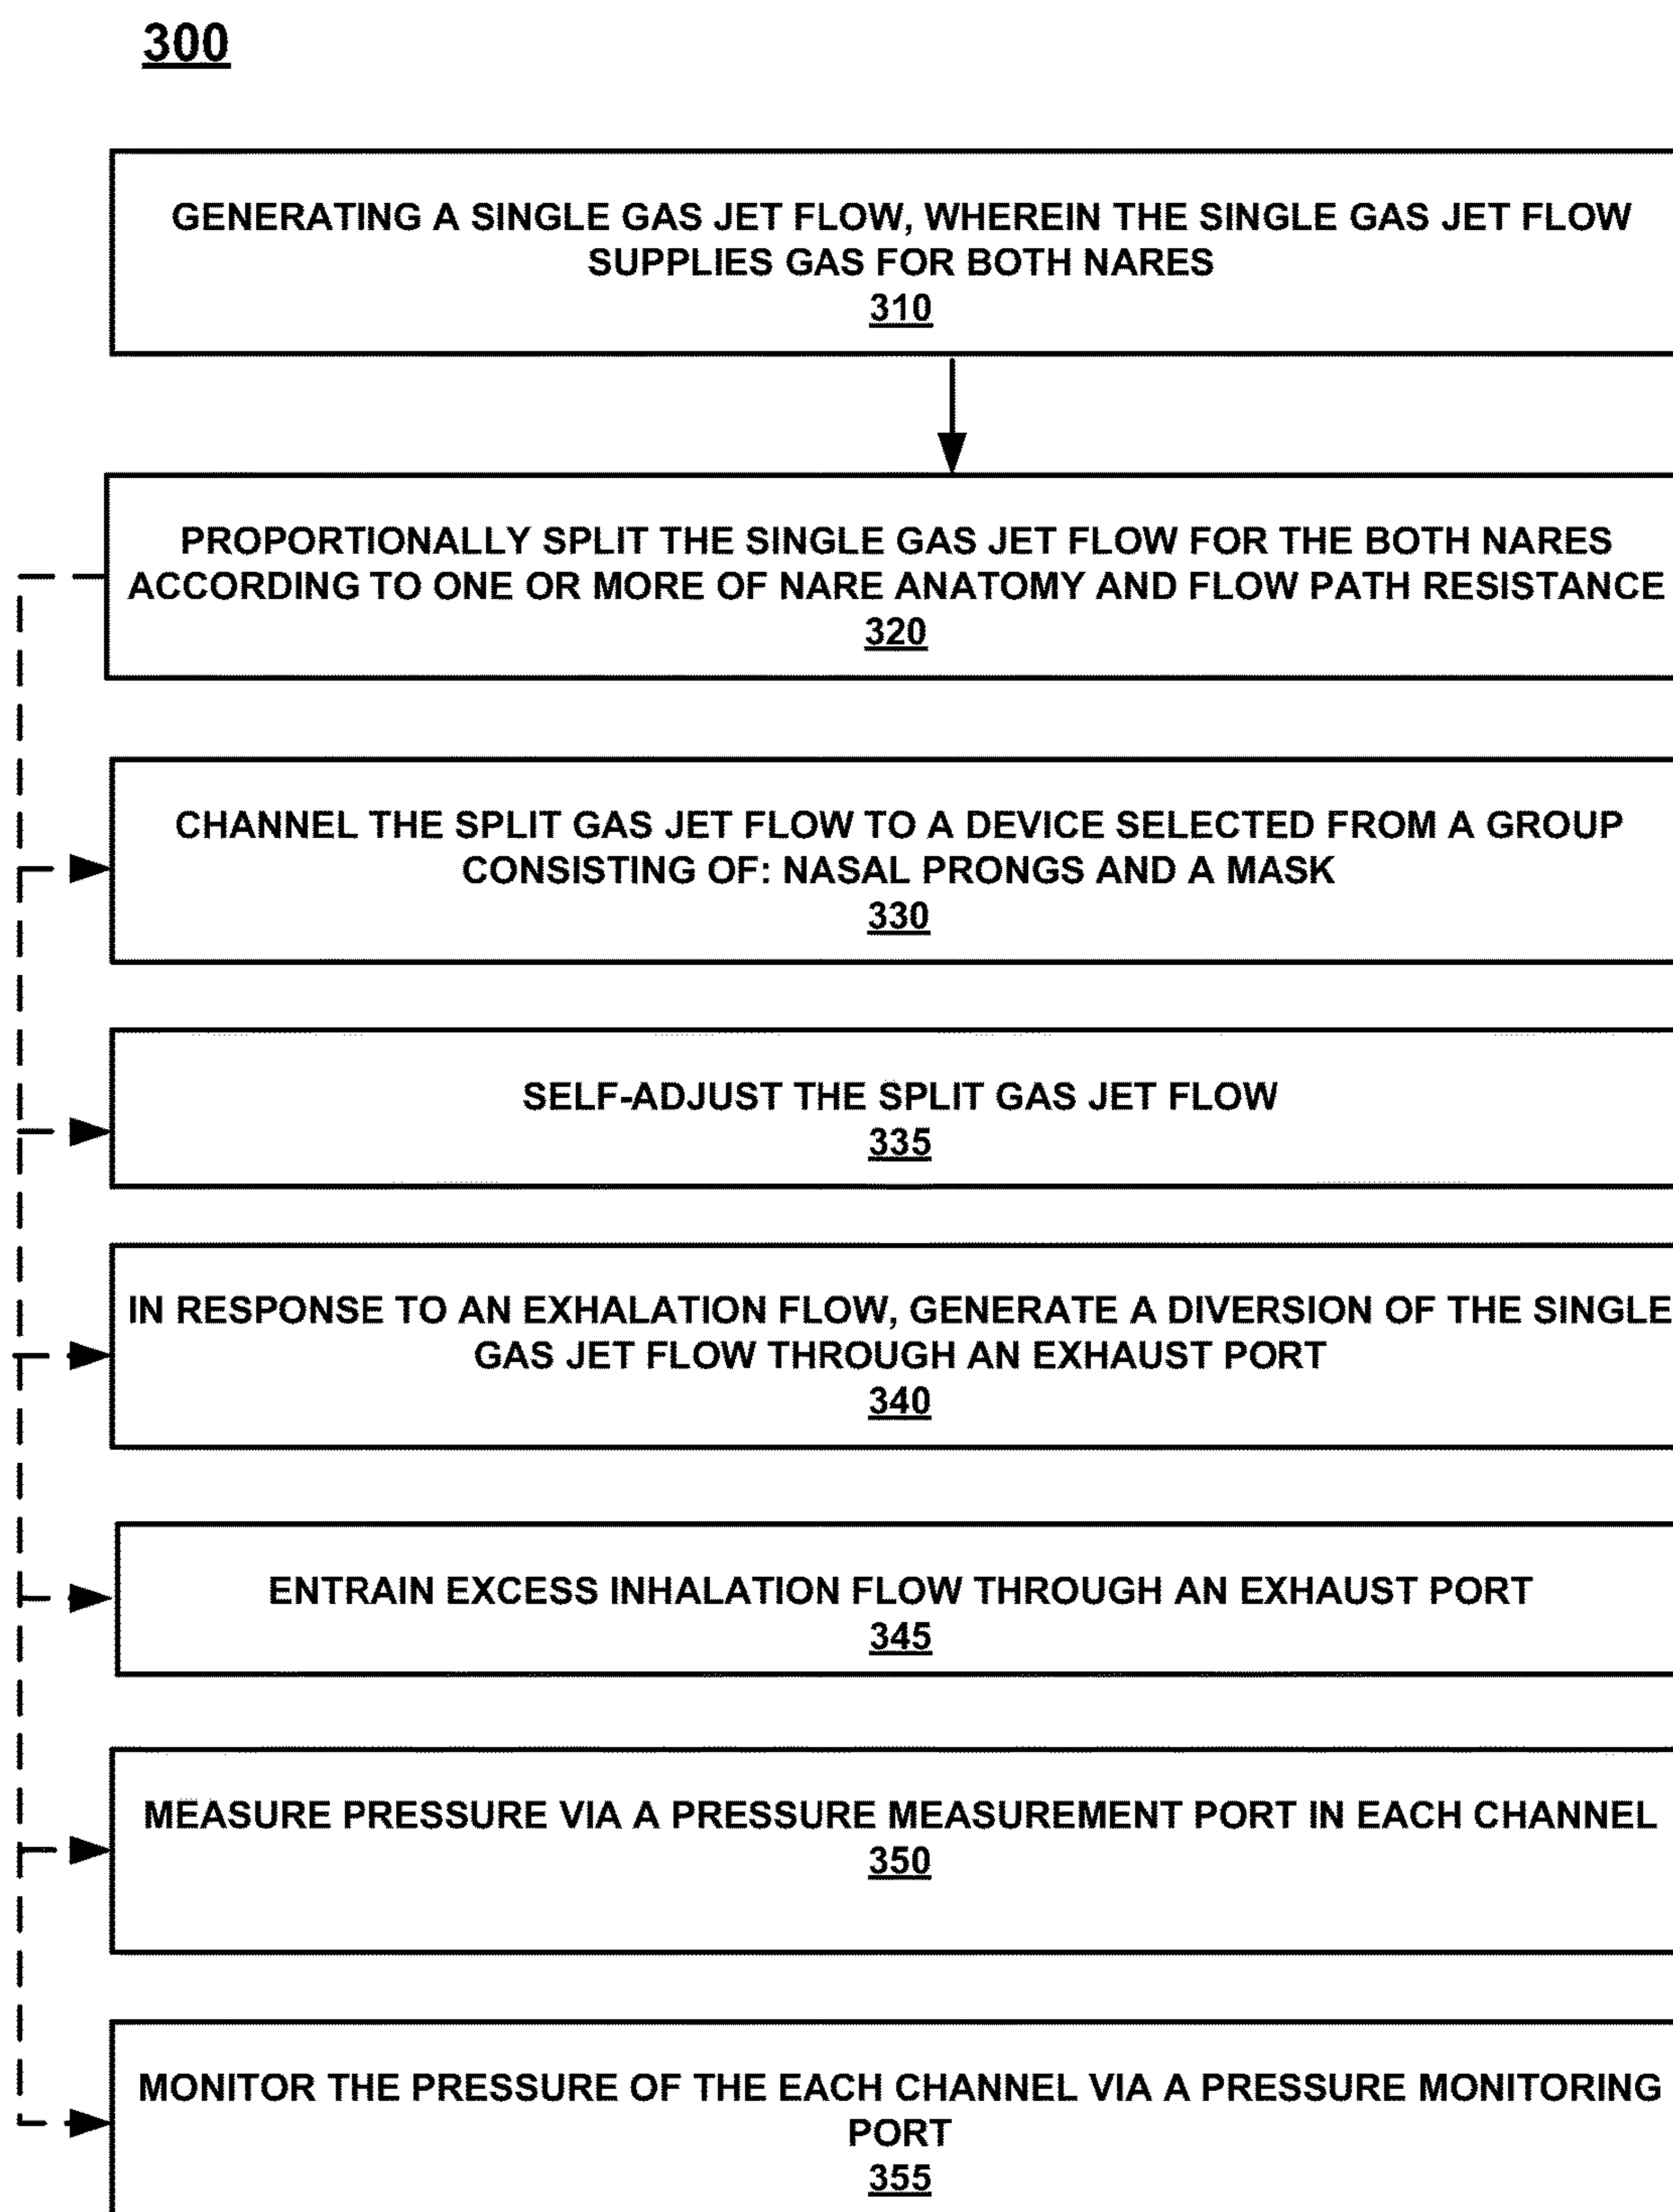 300
GENERATING A SINGLE GAS JET FLOW, WHEREIN THE SINGLE GAS JET FLOW
SUPPLIES GAS FOR BOTH NARES
310
PROPORTIONALLY SPLIT THE SINGLE GAS JET FLOW FOR THE BOTH NARES
ACCORDING TO ONE OR MORE OF NARE ANATOMY AND FLOW PATH RESISTANCE
320
CHANNEL THE SPLIT GAS JET FLOW TO A DEVICE SELECTED FROM A GROUP
CONSISTING OF: NASAL PRONGS AND A MASK
330
SELF-ADJUST THE SPLIT GAS JET FLOW
335
IN RESPONSE TO AN EXHALATION FLOW, GENERATE A DIVERSION OF THE SINGLE
GAS JET FLOW THROUGH AN EXHAUST PORT
340
ENTRAIN EXCESS INHALATION FLOW THROUGH AN EXHAUST PORT
345
MEASURE PRESSURE VIA A PRESSURE MEASUREMENT PORT IN EACH CHANNEL
350
MONITOR THE PRESSURE OF THE EACH CHANNEL VIA A PRESSURE MONITORING
PORT
355